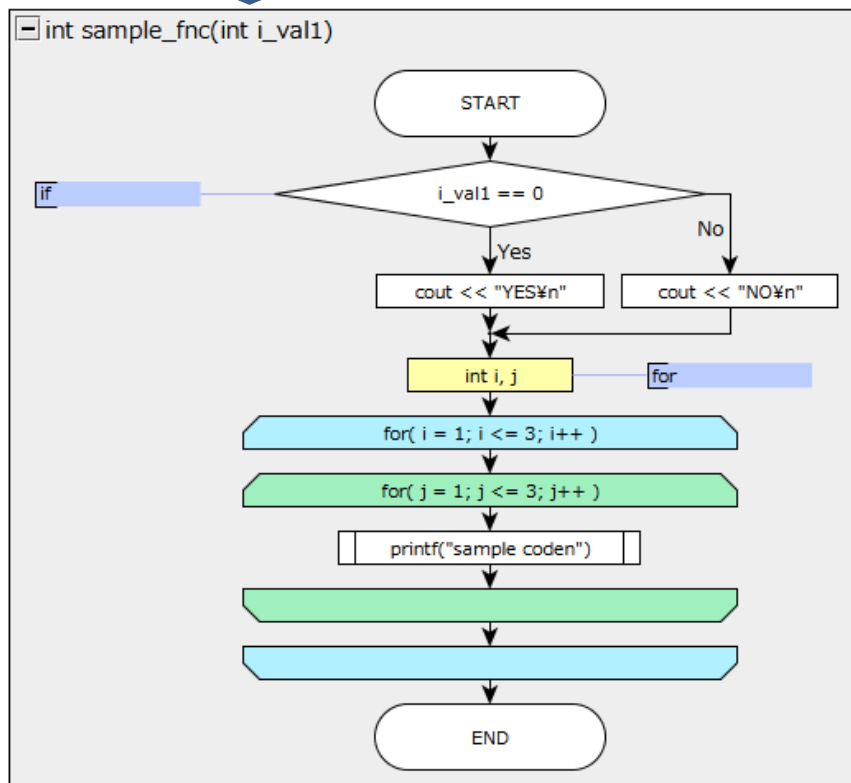 int sample_fnc(int i_val1)
START
if
i_val1 == 0
Yes
No
cout << "YES¥n"
cout << "NO¥n"
int i, j
for
for( i = 1; i <= 3; i++ )
for( j = 1; j <= 3; j++ )
printf("sample coden")
END